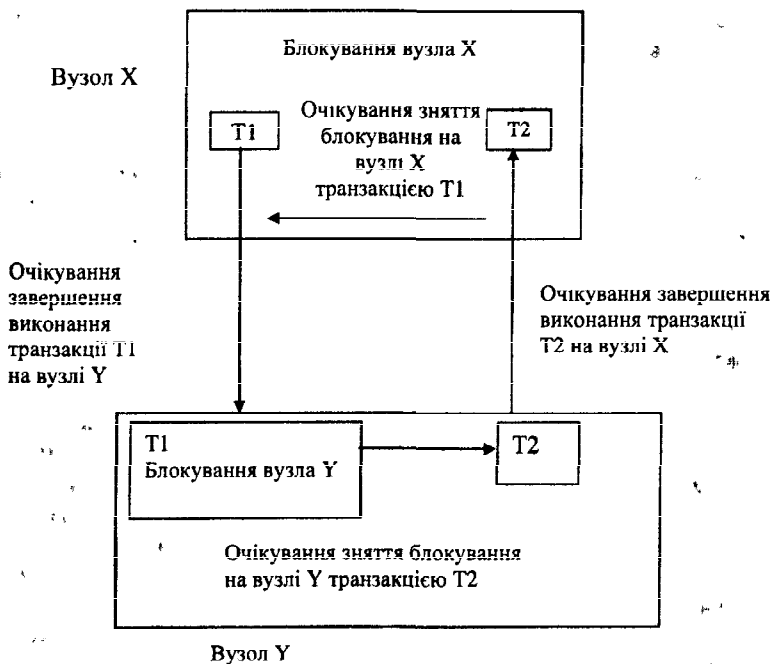 Блокування вузла X
Вузол X
Очікування зняття
блокування на
вузлі X
транзакцією T1
T1
T2
Очікування
завершення
виконання
транзакції T1
на вузлі Y
Очікування завершення
виконання транзакції
T2 на вузлі X
T1
Блокування вузла Y
T2
Очікування зняття блокування
на вузлі Y транзакцією T2
Вузол Y